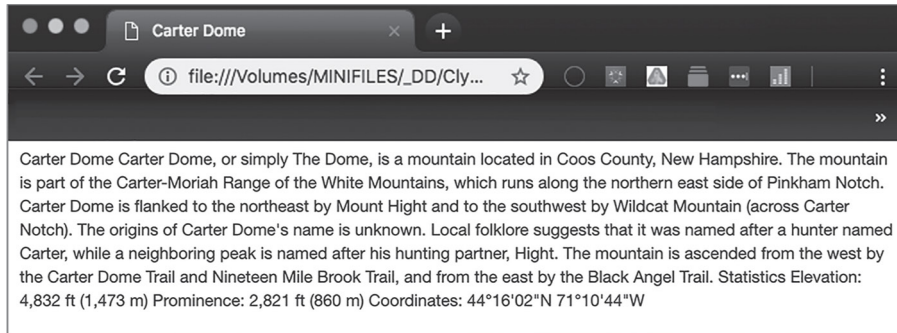 Carter Dome
file:///Volumes/MINIFILES/_DD/Cly...
Carter Dome Carter Dome, or simply The Dome, is a mountain located in Coos County, New Hampshire. The mountain
is part of the Carter-Moriah Range of the White Mountains, which runs along the northern east side of Pinkham Notch.
Carter Dome is flanked to the northeast by Mount Hight and to the southwest by Wildcat Mountain (across Carter
Notch). The origins of Carter Dome's name is unknown. Local folklore suggests that it was named after a hunter named
Carter, while a neighboring peak is named after his hunting partner, Hight. The mountain is ascended from the west by
the Carter Dome Trail and Nineteen Mile Brook Trail, and from the east by the Black Angel Trail. Statistics Elevation:
4,832 ft (1,473 m) Prominence: 2,821 ft (860 m) Coordinates: 44°16'02"N 71°10'44"W